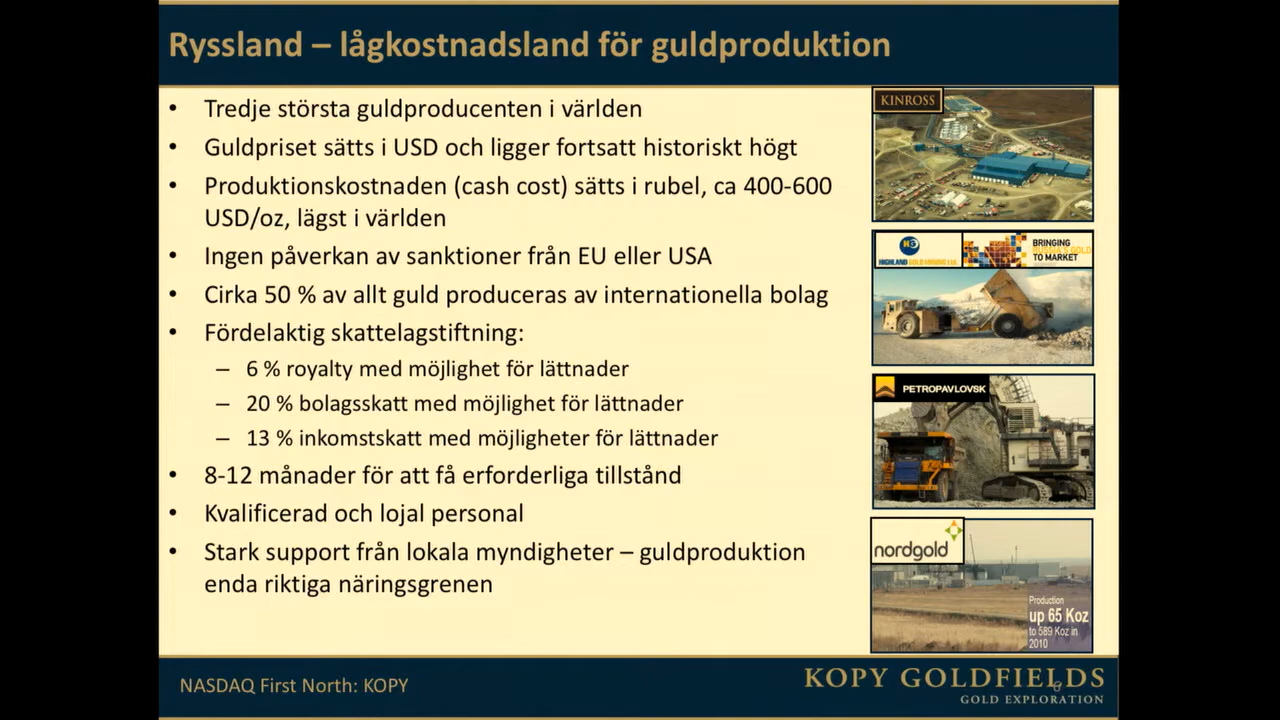 Ryssland – lågkostnadsland för guldproduktion
• Tredje största guldproducenten i världen
• Guldpriset sätts i USD och ligger fortsatt historiskt högt
• Produktionskostnaden (cash cost) sätts i rubel, ca 400-600
USD/oz, lägst i världen
• Ingen påverkan av sanktioner från EU eller USA
• Cirka 50 % av allt guld produceras av internationella bolag
• Fördelaktig skattelagstiftning:
– 6 % royalty med möjlighet för lättnader
– 20 % bolagsskatt med möjlighet för lättnader
– 13 % inkomstskatt med möjligheter för lättnader
• 8-12 månader för att få erforderliga tillstånd
• Kvalificerad och lojal personal
• Stark support från lokala myndigheter – guldproduktion
enda riktiga näringsgrenen
KINROSS
HIGHLAND GOLD MINING Ltd.
BRINGING
RUSSIA'S GOLD
TO MARKET
PETROPAVLOVSK
nordgold
Production
up 65 Koz
to 589 Koz in
2010
NASDAQ First North: KOPY
KOPY GOLDFIELDS
GOLD EXPLORATION